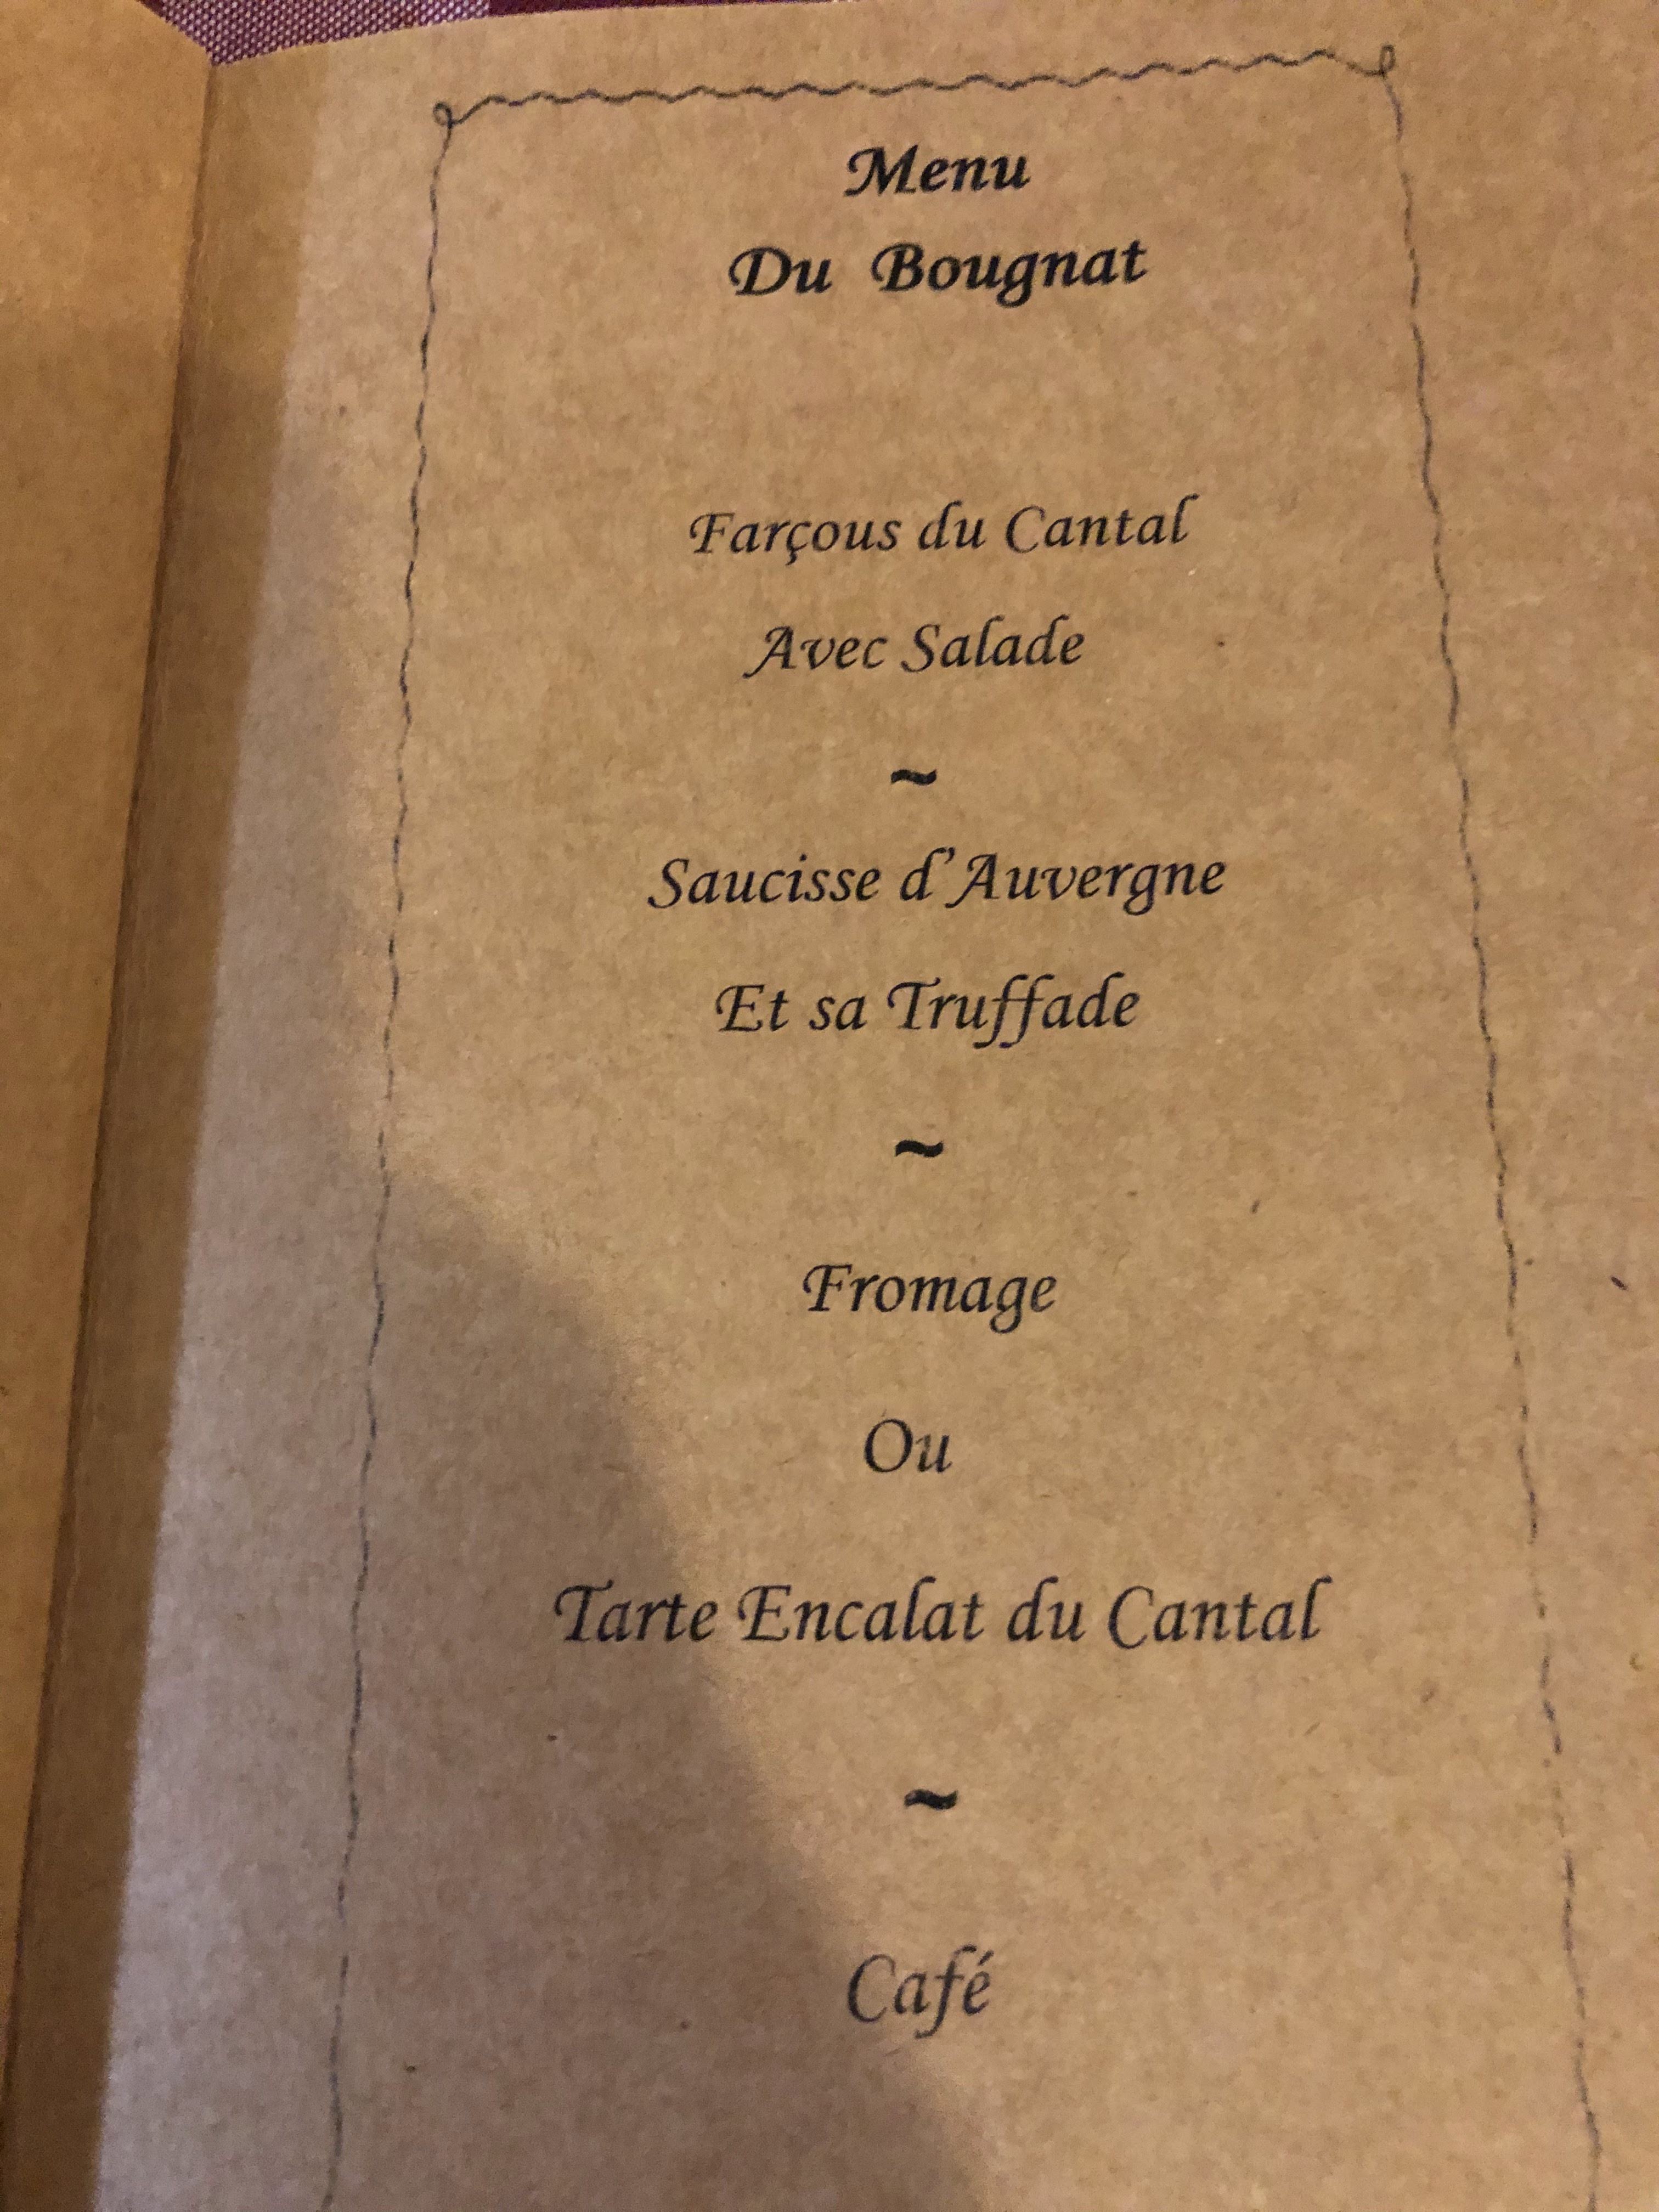 Menu
Du Bougnat
Farçous du Cantal
Avec Salade
~
Saucisse d'Auvergne
Et sa Truffade
~
Fromage
Ou
Tarte Encalat du Cantal
~
Café